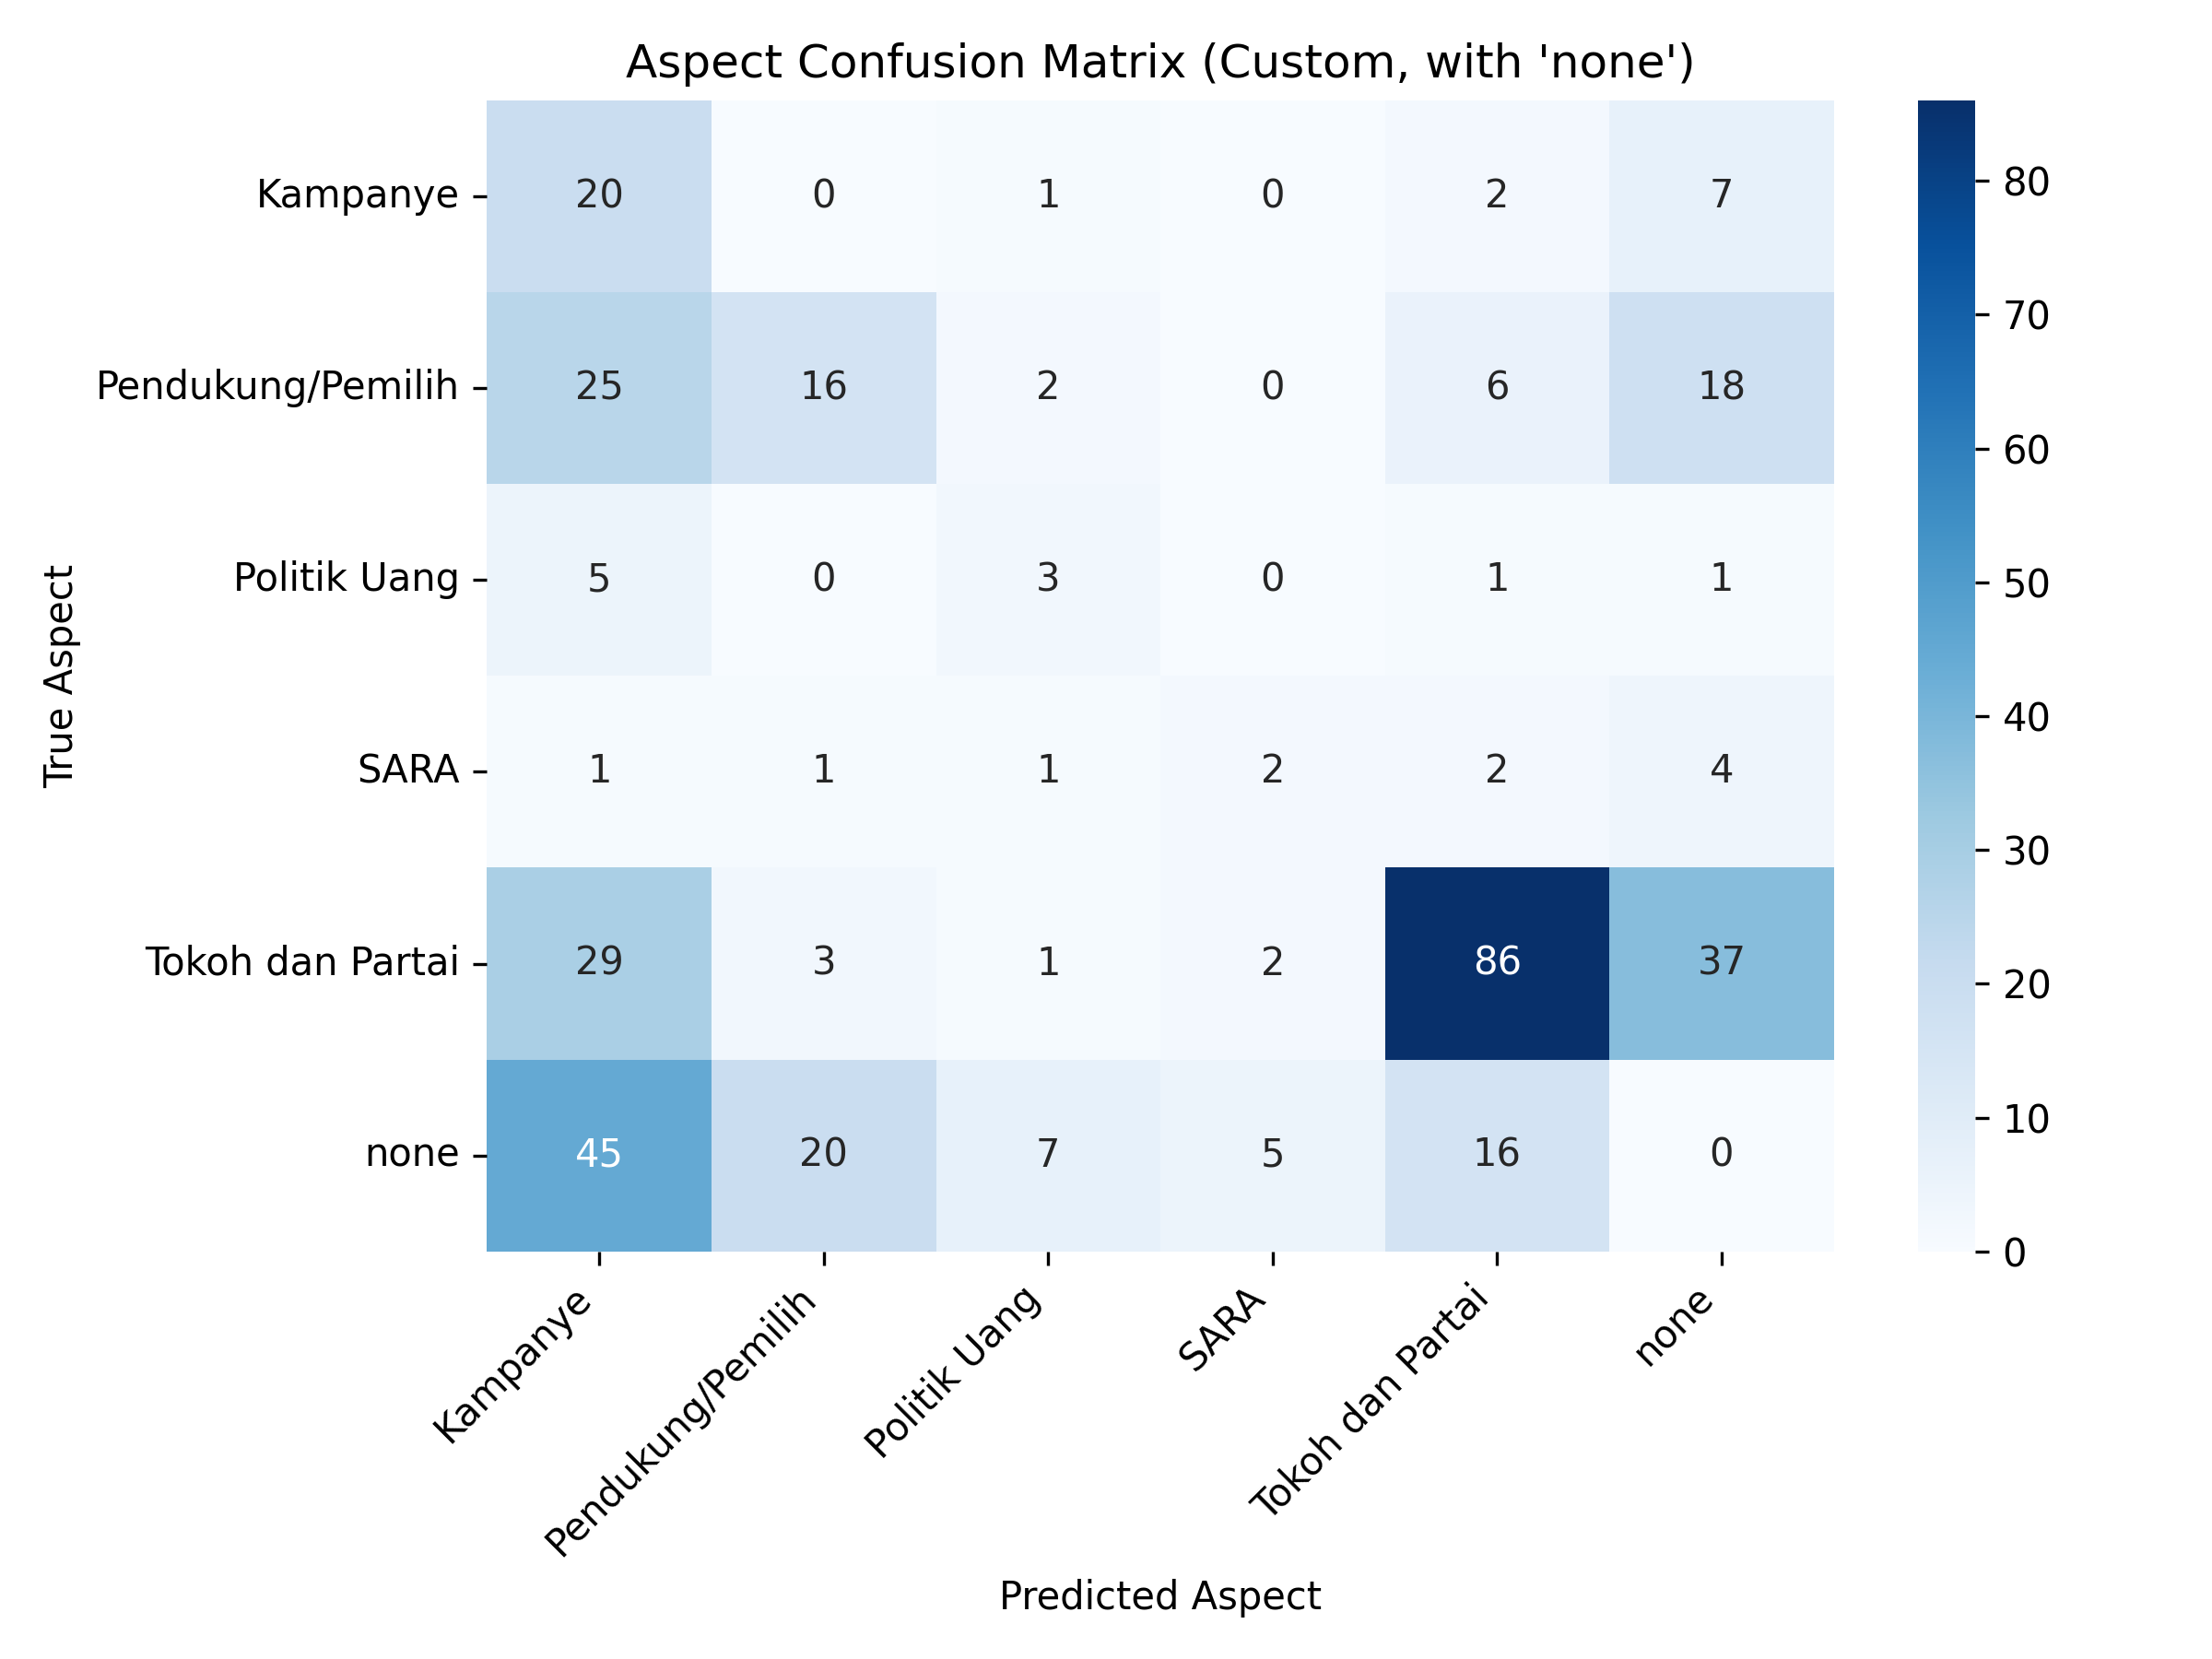 Aspect Confusion Matrix (Custom, with 'none')
True Aspect
Kampanye 20 0 1 0 2 7
Pendukung/Pemilih 25 16 2 0 6 18
Politik Uang 5 0 3 0 1 1
SARA 1 1 1 2 2 4
Tokoh dan Partai 29 3 1 2 86 37
none 45 20 7 5 16 0
Kampanye
Pendukung/Pemilih
Politik Uang
SARA
Tokoh dan Partai
none
Predicted Aspect
80
70
60
50
40
30
20
10
0